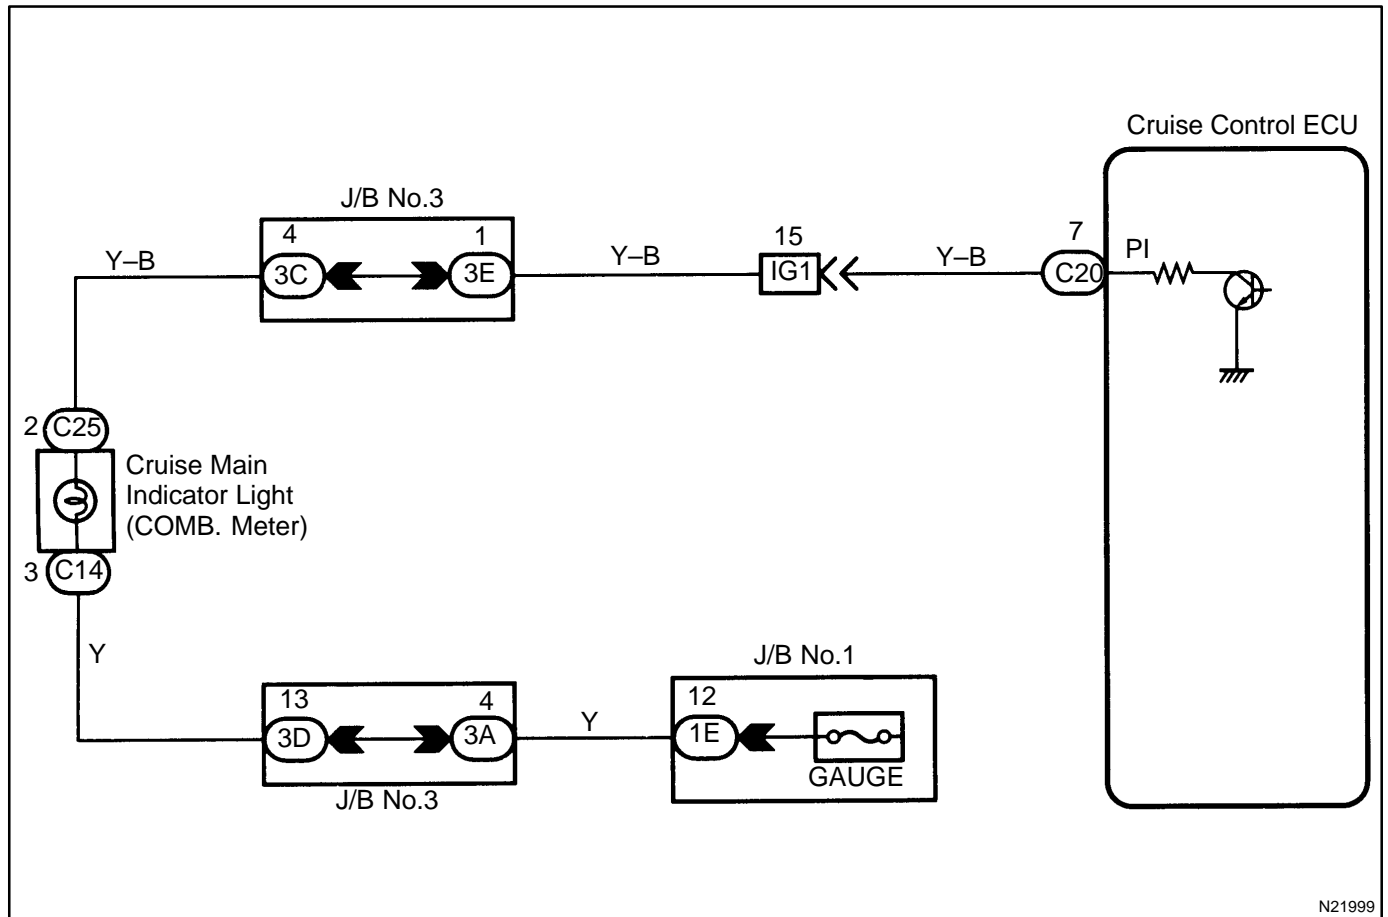 Cruise Control ECU
J/B No.3
4
1
15
7
Y–B
3C
3E
Y–B
IG1
Y–B
C20
PI
2
C25
Cruise Main
Indicator Light
(COMB. Meter)
3
C14
Y
J/B No.1
13
4
12
3D
3A
Y
1E
GAUGE
J/B No.3
N21999